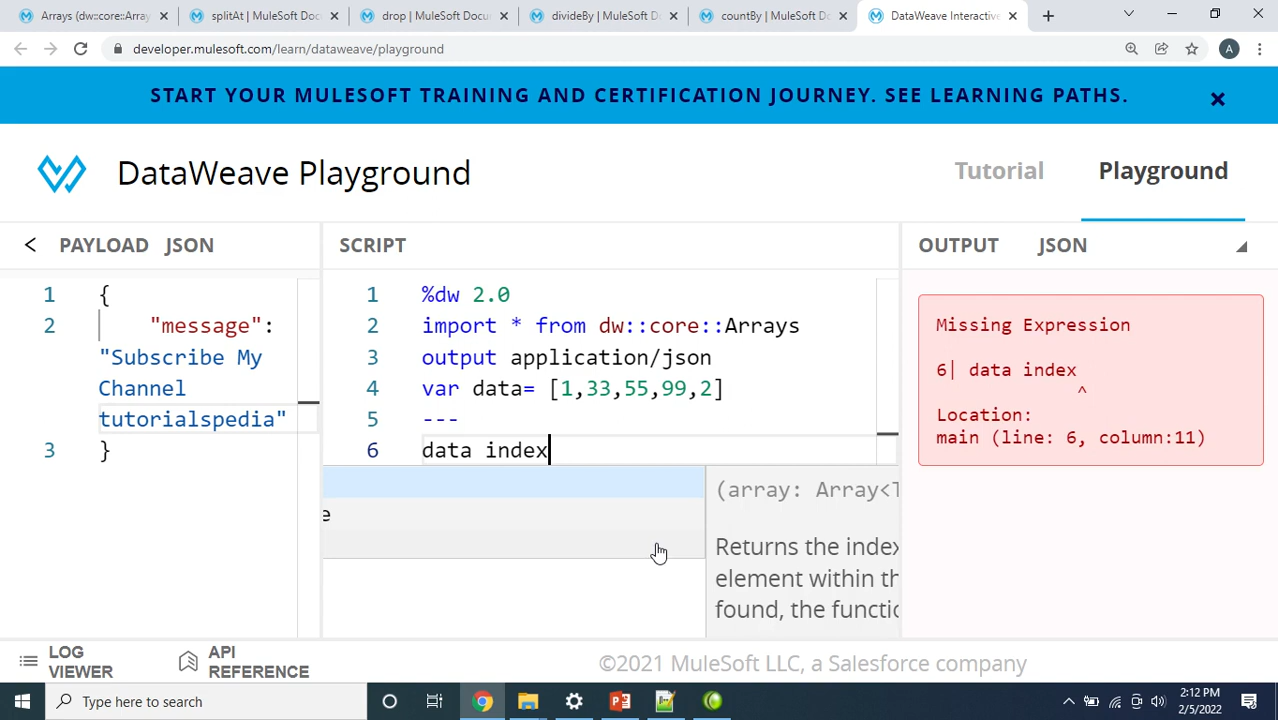 Arrays (dw::core::Array
splitAt | MuleSoft Docu
drop | MuleSoft Docum
divideBy | MuleSoft Do
countBy | MuleSoft Do
DataWeave Interactive
developer.mulesoft.com/learn/dataweave/playground
A
START YOUR MULESOFT TRAINING AND CERTIFICATION JOURNEY. SEE LEARNING PATHS.
DataWeave Playground
Tutorial
Playground
PAYLOAD JSON
SCRIPT
OUTPUT JSON
1 {
2 "message":
"Subscribe My
Channel
tutorialspedia"
3 }
1 %dw 2.0
2 import * from dw::core::Arrays
3 output application/json
4 var data= [1,33,55,99,2]
5 ---
6 data index
e
(array: Array<T
Returns the index
element within th
found, the functio
Missing Expression
6| data index
^
Location:
main (line: 6, column:11)
LOG
VIEWER
API
REFERENCE
©2021 MuleSoft LLC, a Salesforce company
Type here to search
2:12 PM
2/5/2022